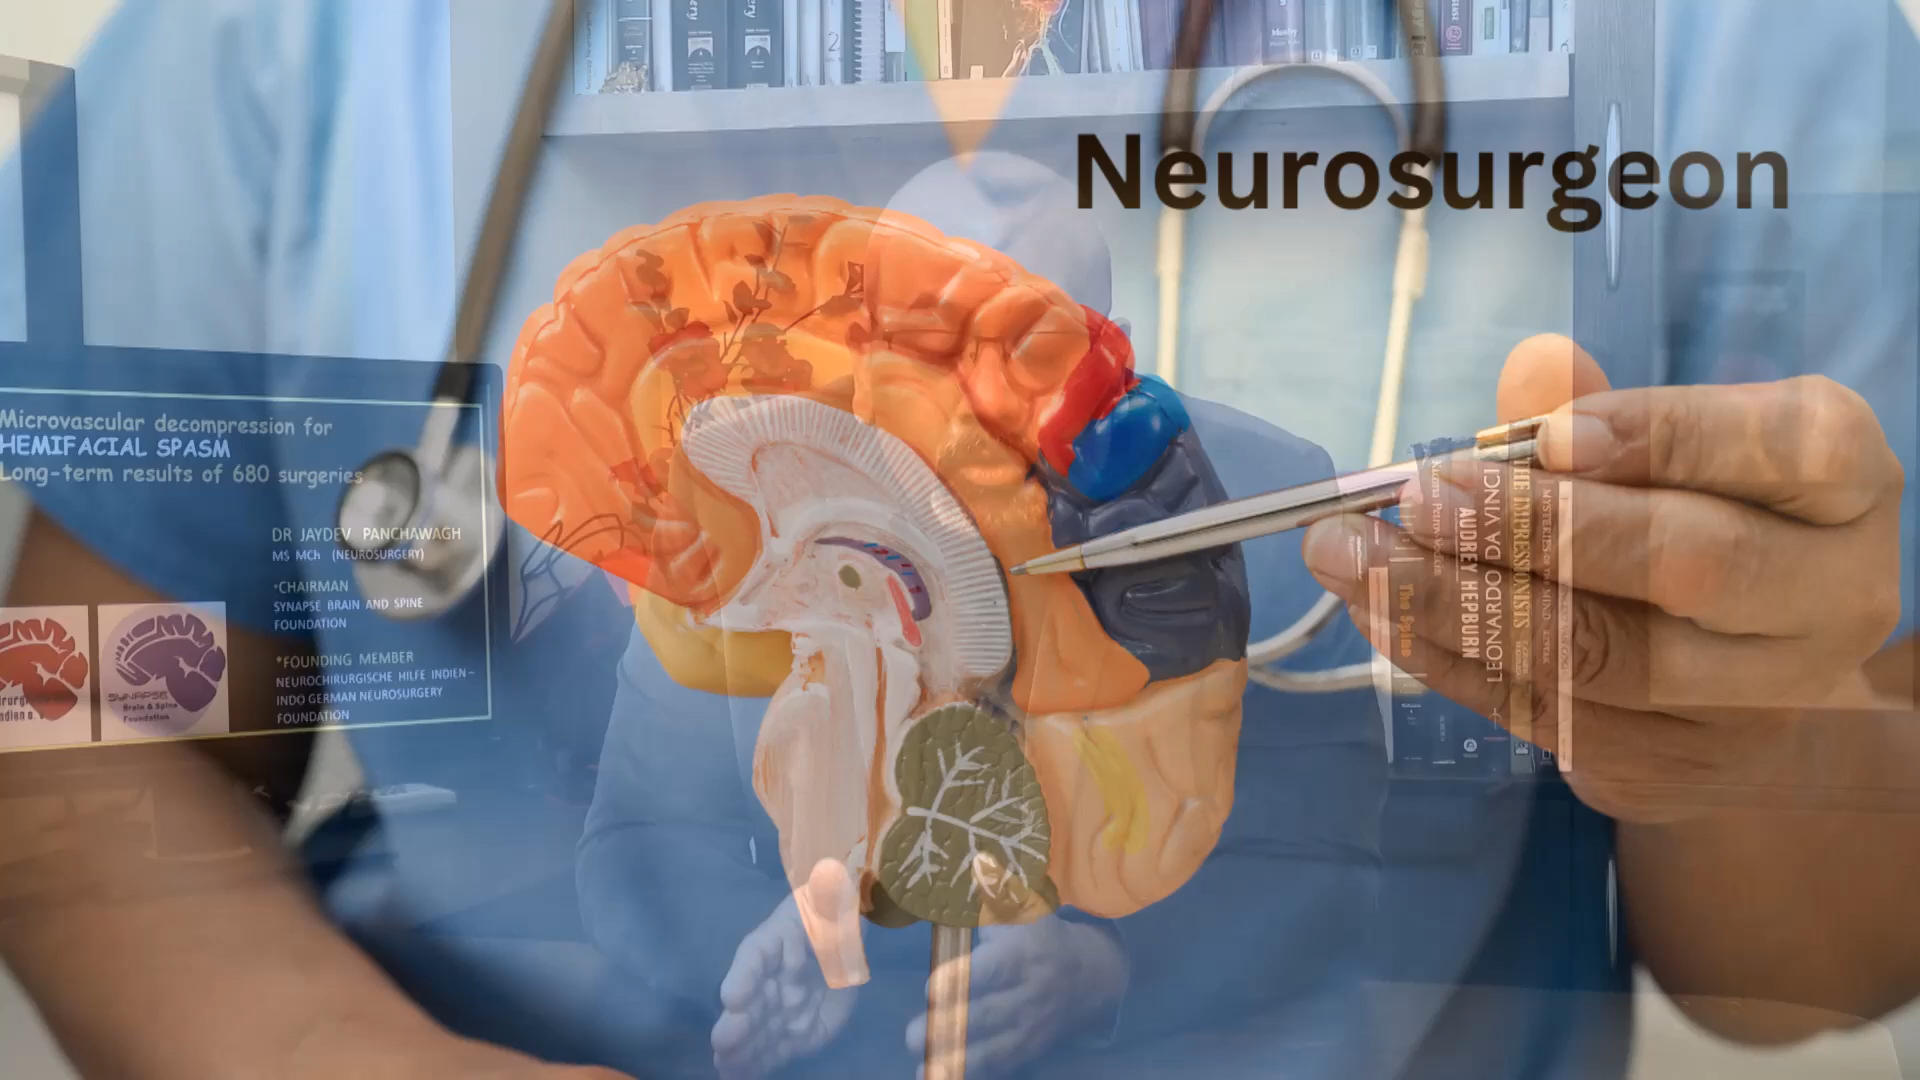 Neurosurgeon
Microvascular decompression for
HEMIFACIAL SPASM
Long-term results of 680 surgeries
DR JAYDEV PANCHAWAGH
MS MCh (NEUROSURGERY)
*CHAIRMAN
SYNAPSE BRAIN AND SPINE
FOUNDATION
*FOUNDING MEMBER
NEUROCHIRURGISCHE HILFE INDIEN-
INDO GERMAN NEUROSURGERY
FOUNDATION
SYNAPSE
Brain & Spine
Foundation
Mosby
The Spine
AUDREY HEPBURN
LEONARDO DA VINCI
THE IMPRESSIONISTS